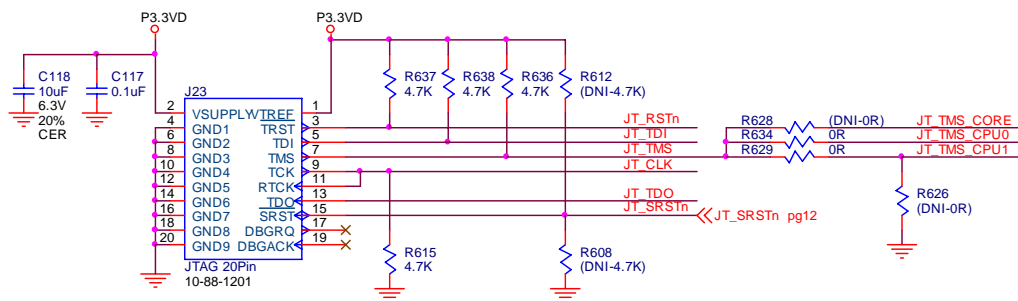 P3.3VD
P3.3VD
C118
10uF
6.3V
20%
CER
C117
0.1uF
R637
4.7K
R638
4.7K
R636
4.7K
R612
(DNI-4.7K)
J23
2 VSUPPLY VTREF 1
4 GND1 TRST 3
6 GND2 TDI 5
8 GND3 TMS 7
10 GND4 TCK 9
12 GND5 RTCK 11
14 GND6 TDO 13
16 GND7 SRST 15
18 GND8 DBGRQ 17
20 GND9 DBGACK 19
JTAG 20Pin
10-88-1201
JT_RSTn
JT_TDI
JT_TMS
JT_CLK
JT_TDO
JT_SRSTn
JT_SRSTn pg12
R628 (DNI-0R) JT_TMS_CORE
R634 0R JT_TMS_CPU0
R629 0R JT_TMS_CPU1
R626
(DNI-0R)
R615
4.7K
R608
(DNI-4.7K)